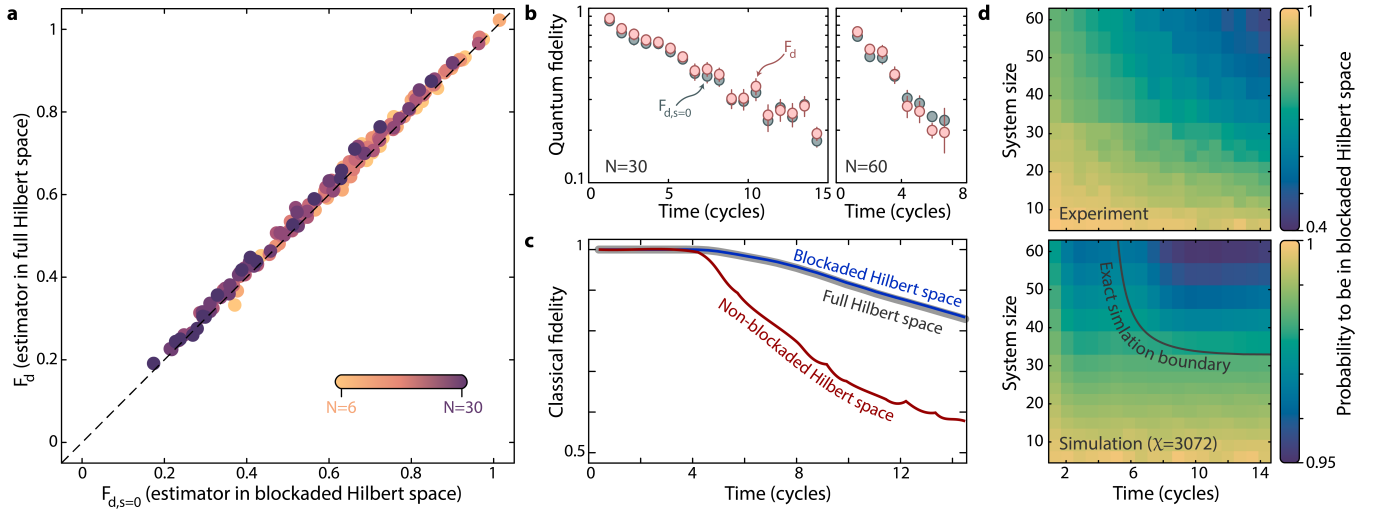 a
F_d (estimator in full Hilbert space)
1
0.8
0.6
0.4
0.2
0
N=6
N=30
0
0.2
0.4
0.6
0.8
1
F_d,s=0 (estimator in blockaded Hilbert space)
b
Quantum fidelity
1
0.1
F_d
F_d,s=0
N=30
0
5
10
15
Time (cycles)
N=60
0
4
8
Time (cycles)
c
Classical fidelity
1
0.5
Blockaded Hilbert space
Full Hilbert space
Non-blockaded Hilbert space
0
4
8
12
Time (cycles)
d
System size
60
50
40
30
20
10
Experiment
1
0.4
System size
60
50
40
30
20
10
Exact simlation boundary
Simulation (χ=3072)
2
6
10
14
Time (cycles)
1
0.95
Probability to be in blockaded Hilbert space